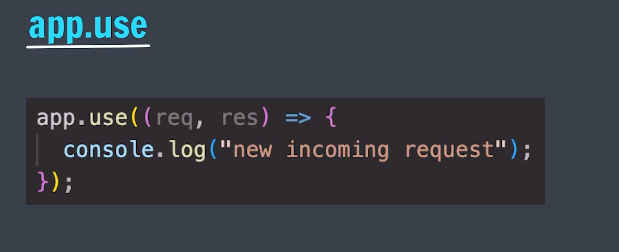 app.use
app.use((req, res) => {
  console.log("new incoming request");
});